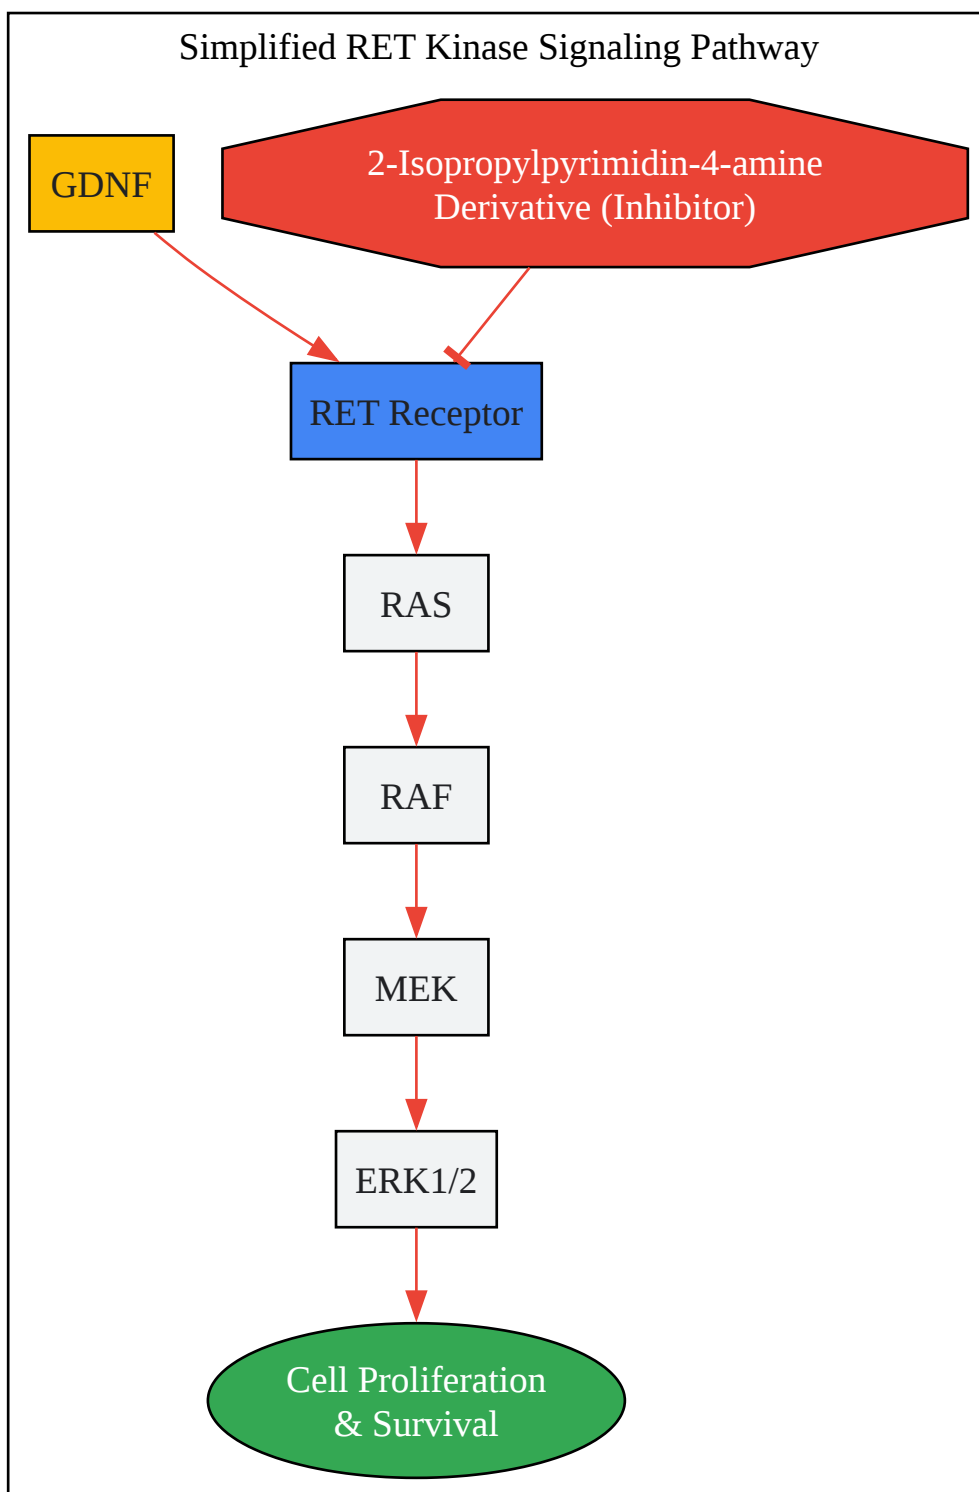 Simplified RET Kinase Signaling Pathway
GDNF
2-Isopropylpyrimidin-4-amine
Derivative (Inhibitor)
RET Receptor
RAS
RAF
MEK
ERK1/2
Cell Proliferation
& Survival